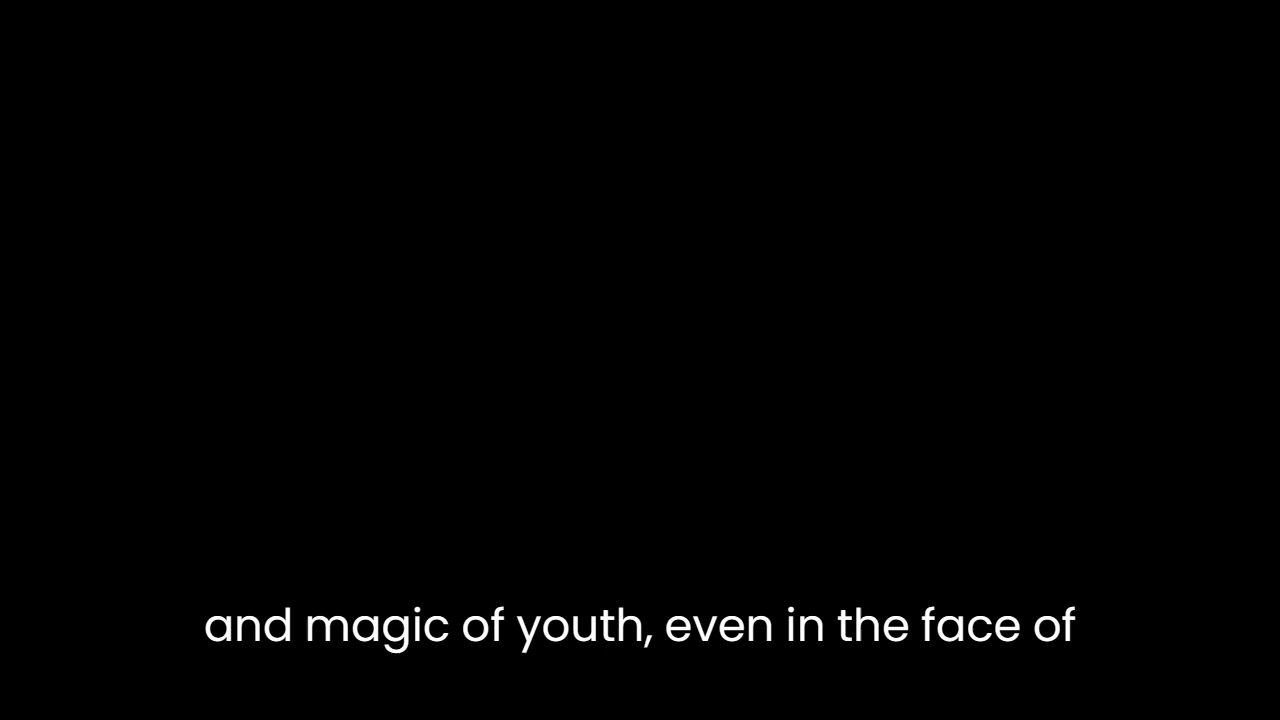 and magic of youth, even in the face of